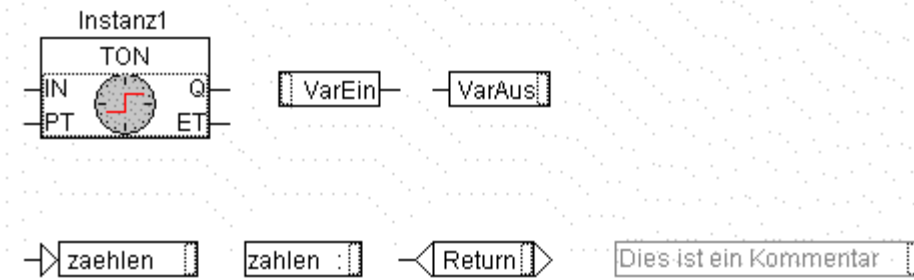 Instanz1
TON
IN Q
PT ET
VarEin VarAus
zaehlen zahlen : Return Dies ist ein Kommentar